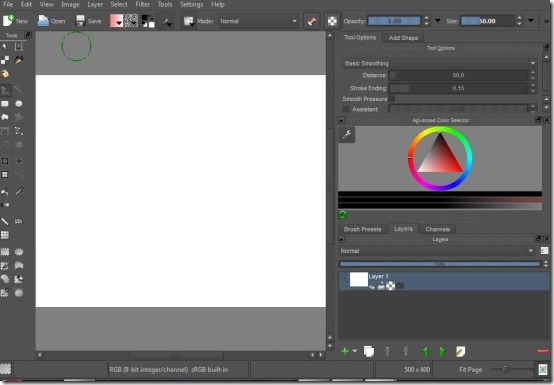 File Edit View Image Layer Select Filter Tools Settings Help
New Open Save Mode: Normal Opacity: 1.00 Size: 50.00
Tools
Tool Options Add Shape
Tool Options
Basic Smoothing
Distance: 50.0
Stroke Ending: 0.15
Smooth Pressure
Assistant:
Advanced Color Selector
Brush Presets Layers Channels
Layers
Normal
Layer 1
RGB (8-bit integer/channel) sRGB built-in 500 x 400 Fit Page